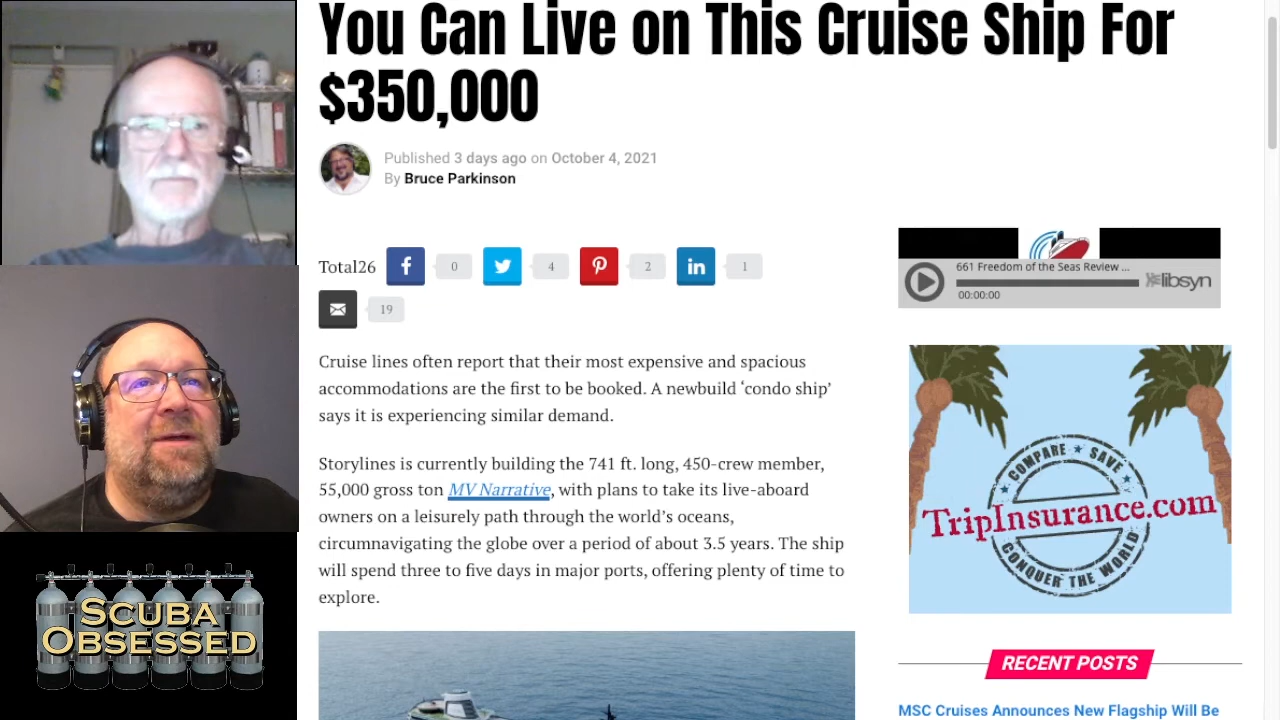 You Can Live on This Cruise Ship For
$350,000
Published 3 days ago on October 4, 2021
By Bruce Parkinson
Total26
0
4
2
1
19
661 Freedom of the Seas Review ...
00:00:00
libsyn
Cruise lines often report that their most expensive and spacious
accommodations are the first to be booked. A newbuild ‘condo ship’
says it is experiencing similar demand.
Storylines is currently building the 741 ft. long, 450-crew member,
55,000 gross ton MV Narrative, with plans to take its live-aboard
owners on a leisurely path through the world’s oceans,
circumnavigating the globe over a period of about 3.5 years. The ship
will spend three to five days in major ports, offering plenty of time to
explore.
COMPARE ★ SAVE
TripInsurance.com
CONQUER THE WORLD
RECENT POSTS
MSC Cruises Announces New Flagship Will Be
SCUBA
OBSESSED